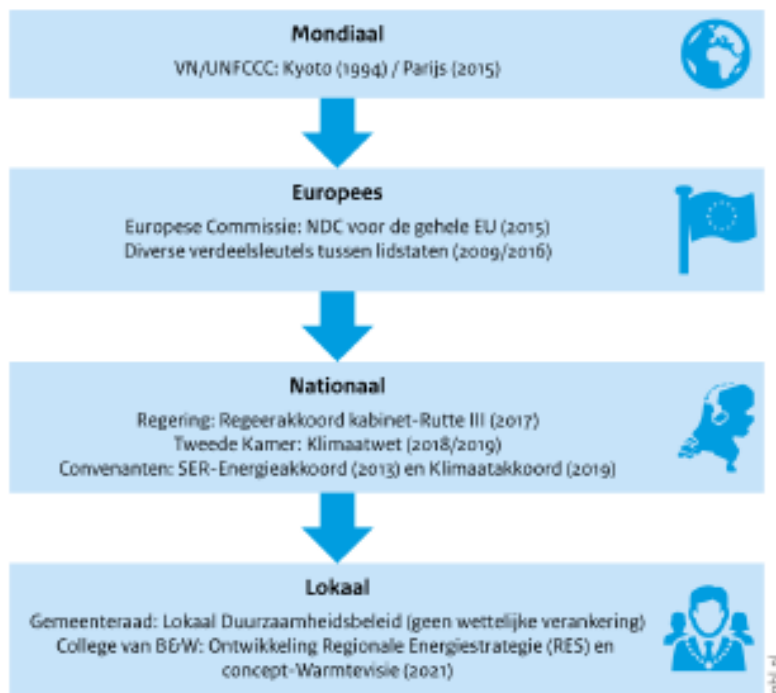 Mondiaal
VN/UNFCCC: Kyoto (1994) / Parijs (2015)
Europees
Europese Commissie: NDC voor de gehele EU (2015)
Diverse verdeelsleutels tussen lidstaten (2009/2016)
Nationaal
Regering: Regeerakkoord kabinet-Rutte III (2017)
Tweede Kamer: Klimaatwet (2018/2019)
Convenanten: SER-Energieakkoord (2013) en Klimaatakkoord (2019)
Lokaal
Gemeenteraad: Lokaal Duurzaamheidsbeleid (geen wettelijke verankering)
College van B&W: Ontwikkeling Regionale Energiestrategie (RES) en
concept-Warmtevisie (2021)